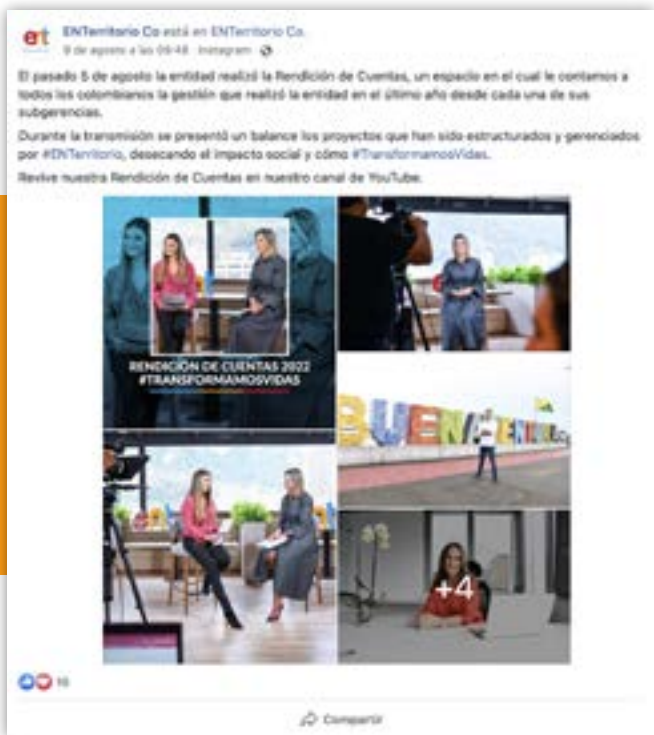 ert ENTerritorio Co está en ENTerritorio Co.
9 de agosto a las 09:48 · Instagram
El pasado 5 de agosto la entidad realizó la Rendición de Cuentas, un espacio en el cual le contamos a
todos los colombianos la gestión que realizó la entidad en el último año desde cada una de sus
subgerencias.
Durante la transmisión se presentó un balance los proyectos que han sido estructurados y gerenciados
por #ENTerritorio, desecando el impacto social y cómo #TransformamosVidas.
Revive nuestra Rendición de Cuentas en nuestro canal de YouTube.
RENDICIÓN DE CUENTAS 2022
#TRANSFORMAMOSVIDAS
+4
Compartir